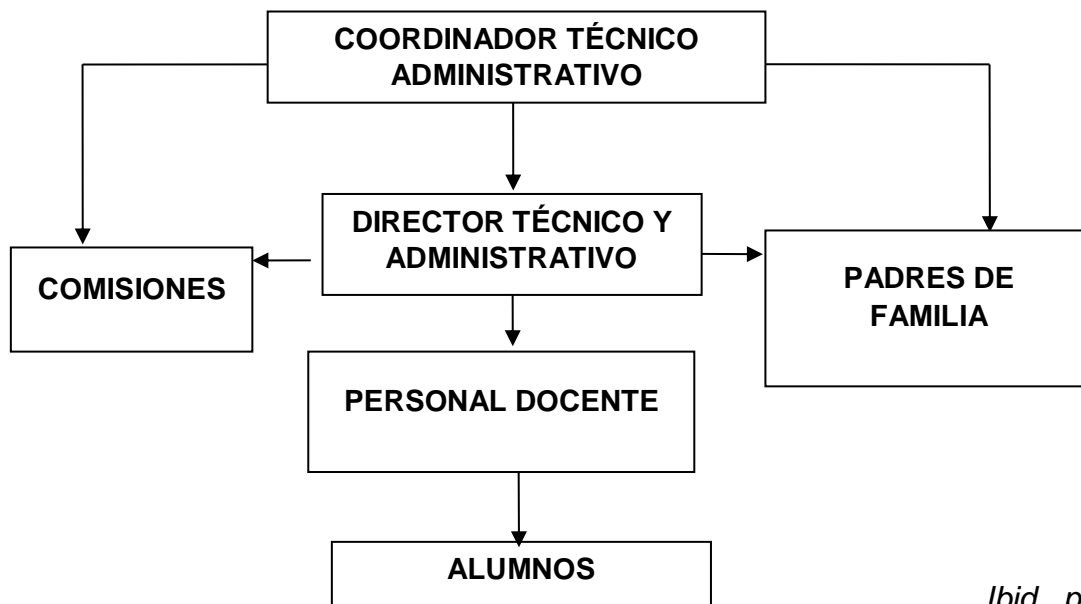 COORDINADOR TÉCNICO
ADMINISTRATIVO
DIRECTOR TÉCNICO Y
ADMINISTRATIVO
COMISIONES
PADRES DE
FAMILIA
PERSONAL DOCENTE
ALUMNOS
Ibid., p